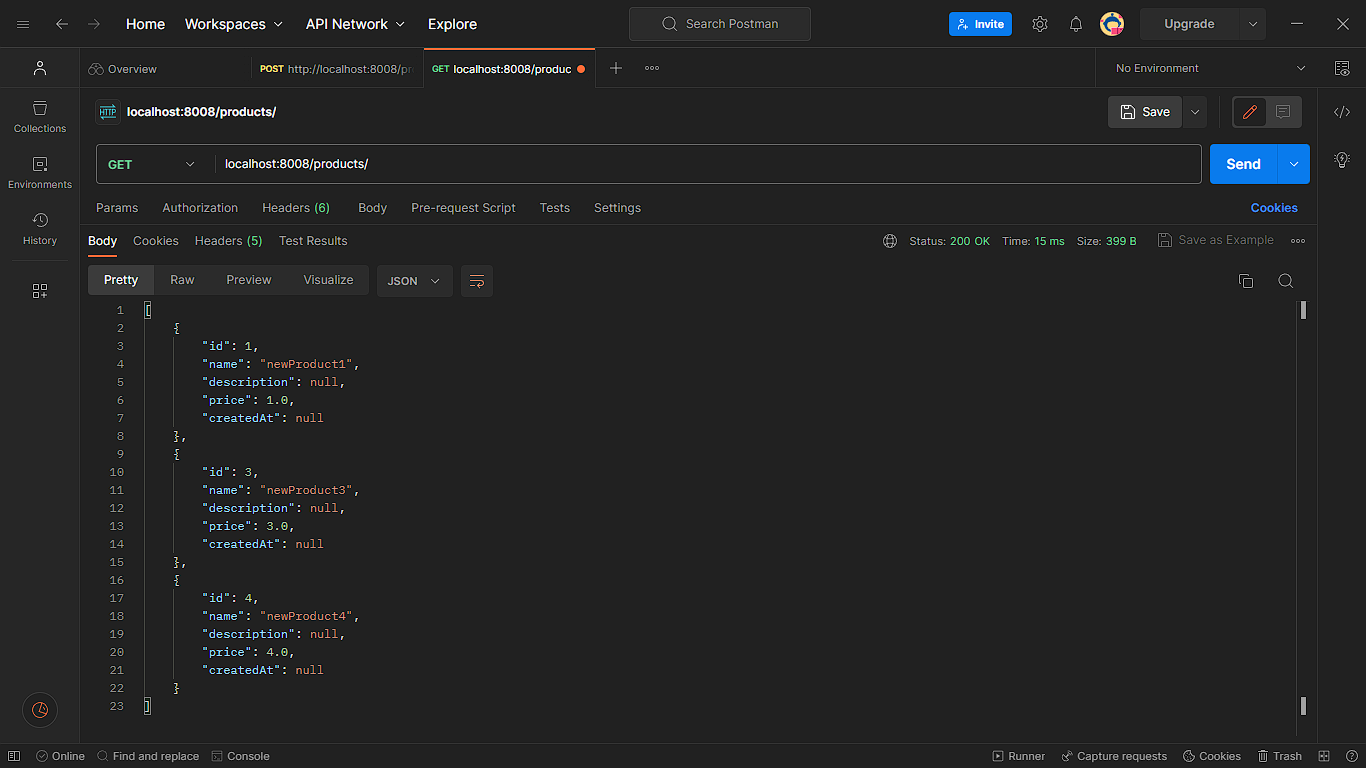 Home Workspaces API Network Explore Search Postman Invite Upgrade
Overview POST http://localhost:8008/pr GET localhost:8008/produc No Environment
HTTP localhost:8008/products/ Save
Collections
GET localhost:8008/products/ Send
Environments
Params Authorization Headers (6) Body Pre-request Script Tests Settings Cookies
History
Body Cookies Headers (5) Test Results Status: 200 OK Time: 15 ms Size: 399 B Save as Example
Pretty Raw Preview Visualize JSON
1 [
2 {
3 "id": 1,
4 "name": "newProduct1",
5 "description": null,
6 "price": 1.0,
7 "createdAt": null
8 },
9 {
10 "id": 3,
11 "name": "newProduct3",
12 "description": null,
13 "price": 3.0,
14 "createdAt": null
15 },
16 {
17 "id": 4,
18 "name": "newProduct4",
19 "description": null,
20 "price": 4.0,
21 "createdAt": null
22 }
23 ]
Online Find and replace Console Runner Capture requests Cookies Trash